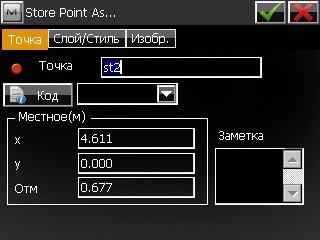 M Store Point As...
Точка Слой/Стиль Изобр.
Точка st2
Код
Местное(м)
x 4.611
Заметка
y 0.000
Отм 0.677